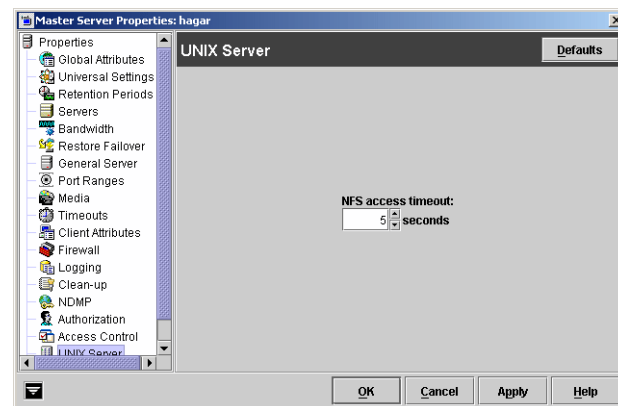 Master Server Properties: hagar
Properties
Global Attributes
Universal Settings
Retention Periods
Servers
Bandwidth
Restore Failover
General Server
Port Ranges
Media
Timeouts
Client Attributes
Firewall
Logging
Clean-up
NDMP
Authorization
Access Control
UNIX Server
UNIX Server
Defaults
NFS access timeout:
5 seconds
OK
Cancel
Apply
Help